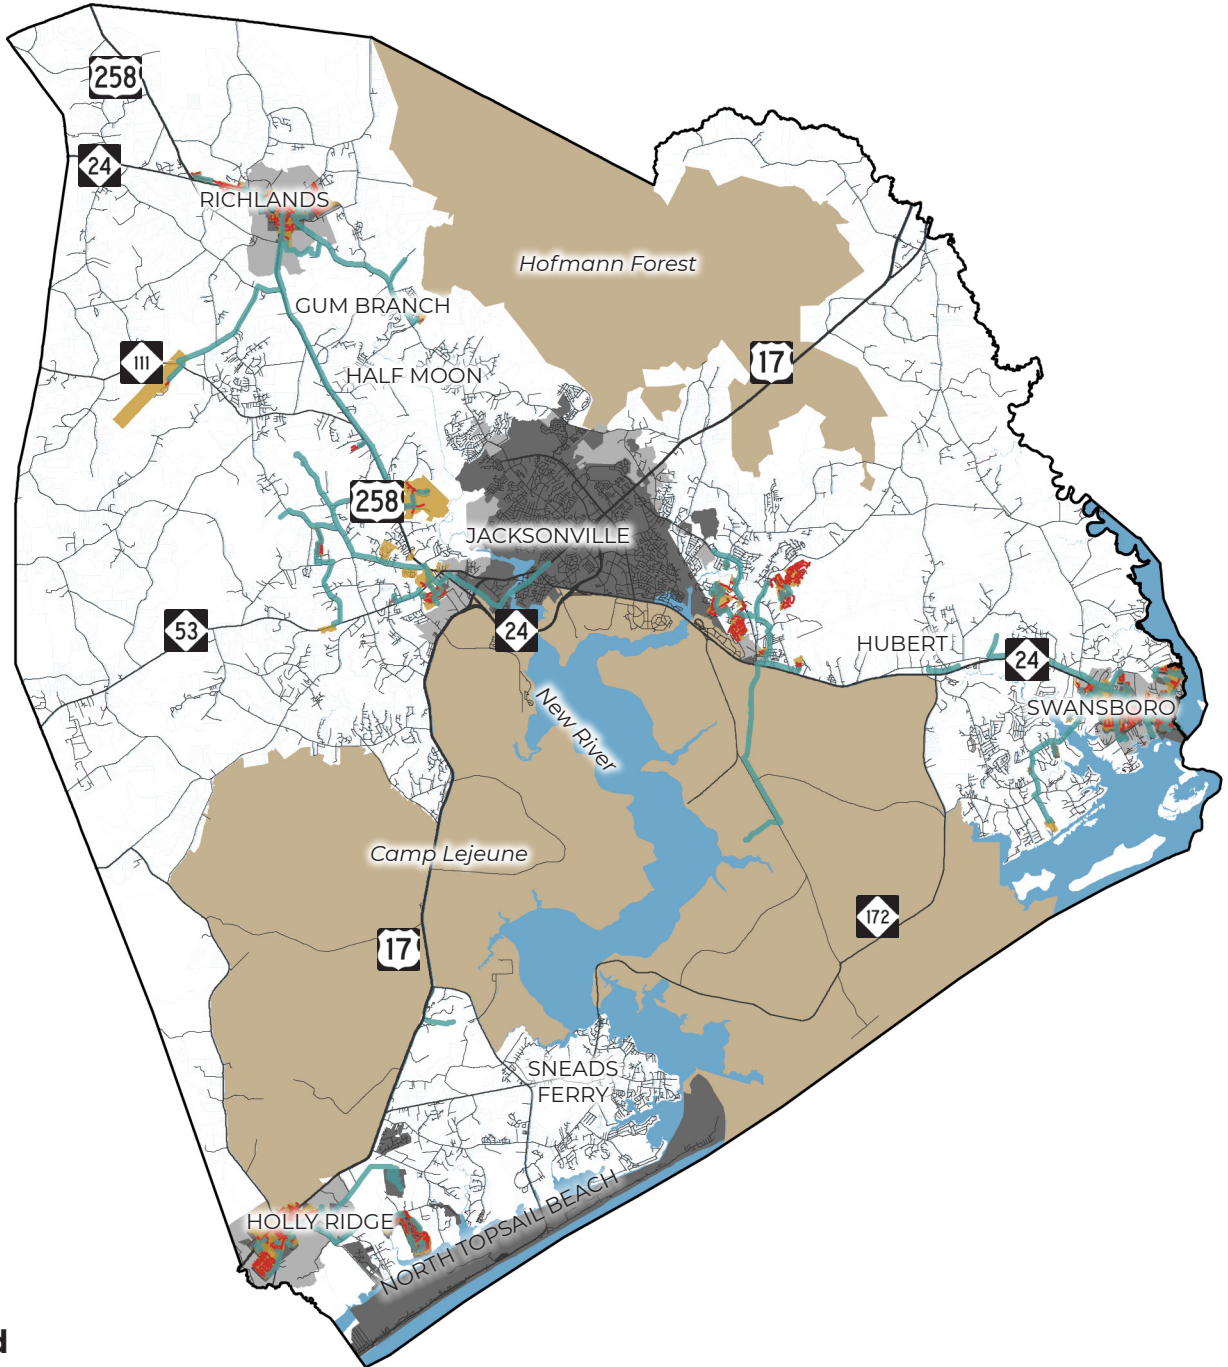 258
24
RICHLANDS
Hofmann Forest
GUM BRANCH
111
17
HALF MOON
258
JACKSONVILLE
53
24
HUBERT
24
New River
SWANSBORO
Camp Lejeune
172
17
SNEADS
FERRY
HOLLY RIDGE
NORTH TOPSAIL BEACH